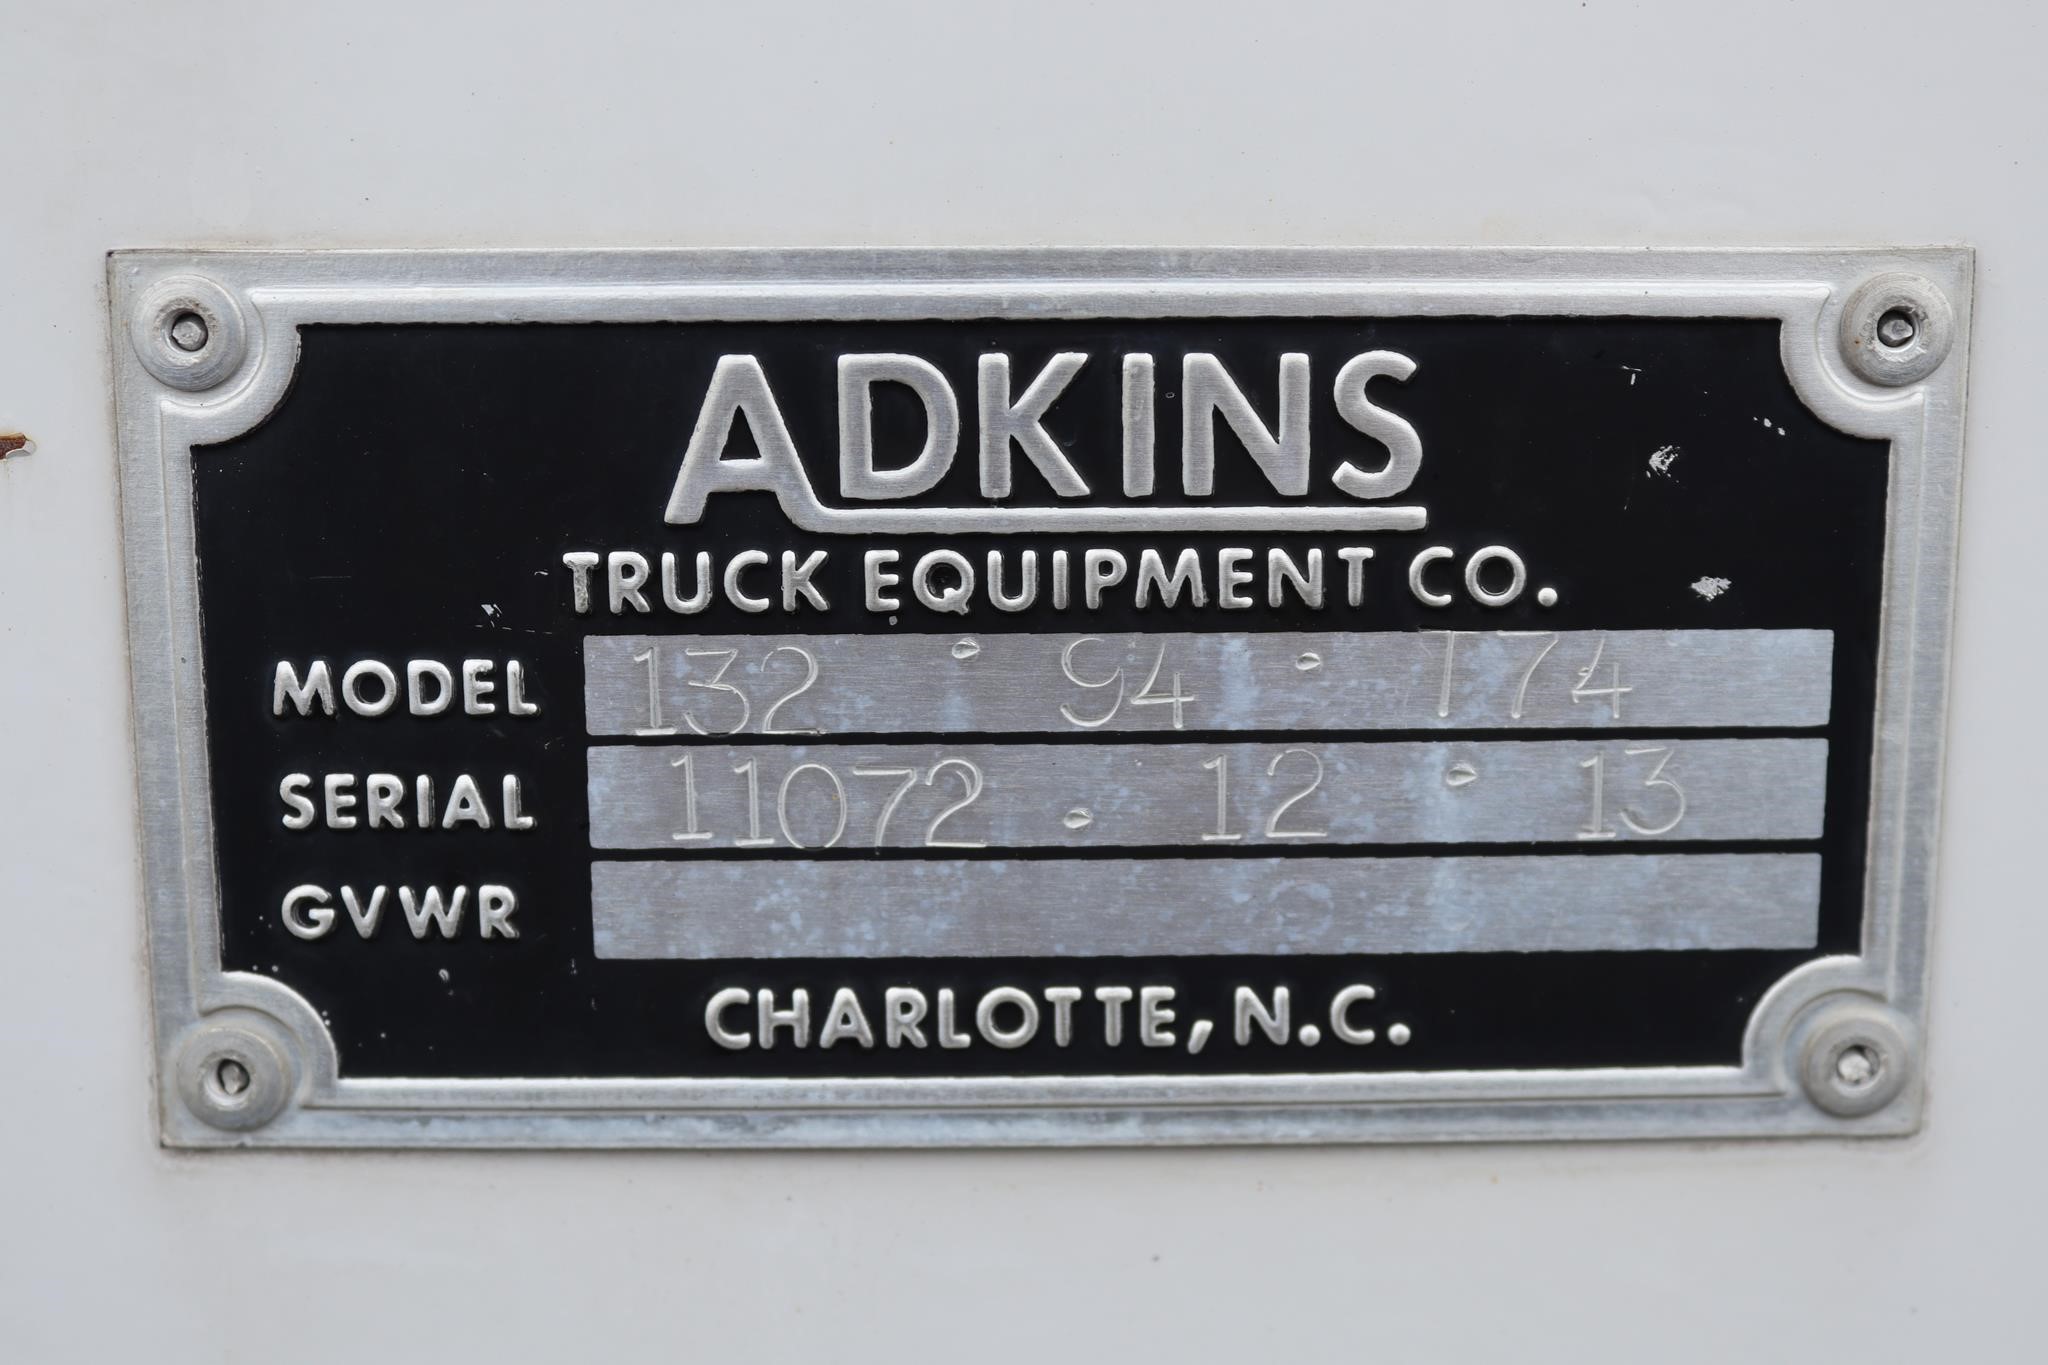 ADKINS
TRUCK EQUIPMENT CO.
MODEL 132 · 94 · 174
SERIAL 11072 · 12 · 13
GVWR
CHARLOTTE, N.C.